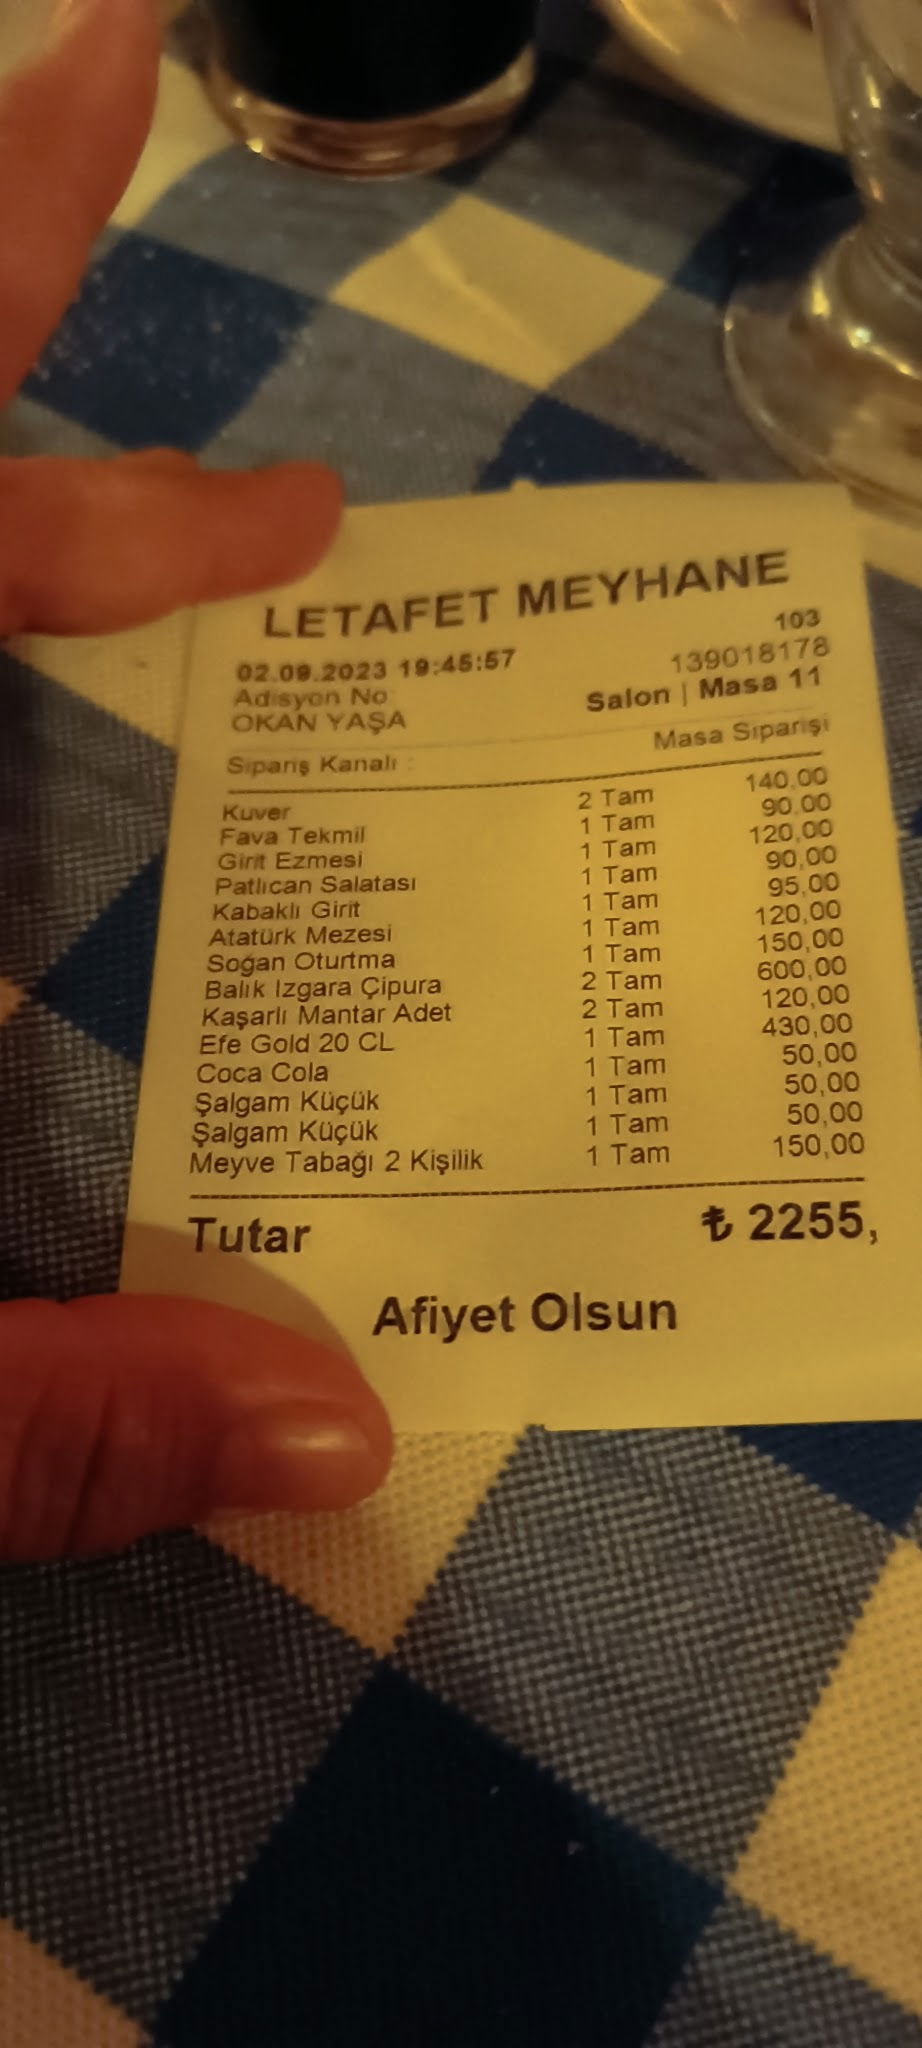 LETAFET MEYHANE
103
02.09.2023 19:45:57 139018178
Adisyon No Salon | Masa 11
OKAN YAŞA
Sipariş Kanalı : Masa Siparişi
Kuver 2 Tam 140,00
Fava Tekmil 1 Tam 90,00
Girit Ezmesi 1 Tam 120,00
Patlıcan Salatası 1 Tam 90,00
Kabaklı Girit 1 Tam 95,00
Atatürk Mezesi 1 Tam 120,00
Soğan Oturtma 1 Tam 150,00
Balık Izgara Çipura 2 Tam 600,00
Kaşarlı Mantar Adet 2 Tam 120,00
Efe Gold 20 CL 1 Tam 430,00
Coca Cola 1 Tam 50,00
Şalgam Küçük 1 Tam 50,00
Şalgam Küçük 1 Tam 50,00
Meyve Tabağı 2 Kişilik 1 Tam 150,00
Tutar ₺ 2255,
Afiyet Olsun